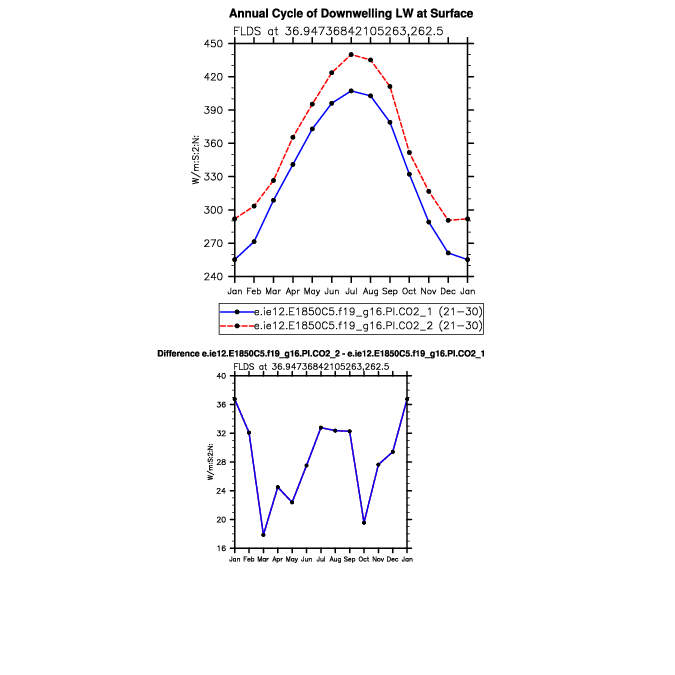 Annual Cycle of Downwelling LW at Surface
FLDS at 36.94736842105263,262.5
450
420
390
360
330
300
270
240
W/m:S:2:N:
Jan Feb Mar Apr May Jun Jul Aug Sep Oct Nov Dec Jan
e.ie12.E1850C5.f19_g16.PI.CO2_1 (21-30)
e.ie12.E1850C5.f19_g16.PI.CO2_2 (21-30)
Difference e.ie12.E1850C5.f19_g16.PI.CO2_2 - e.ie12.E1850C5.f19_g16.PI.CO2_1
FLDS at 36.94736842105263,262.5
40
36
32
28
24
20
16
W/m:S:2:N:
Jan Feb Mar Apr May Jun Jul Aug Sep Oct Nov Dec Jan